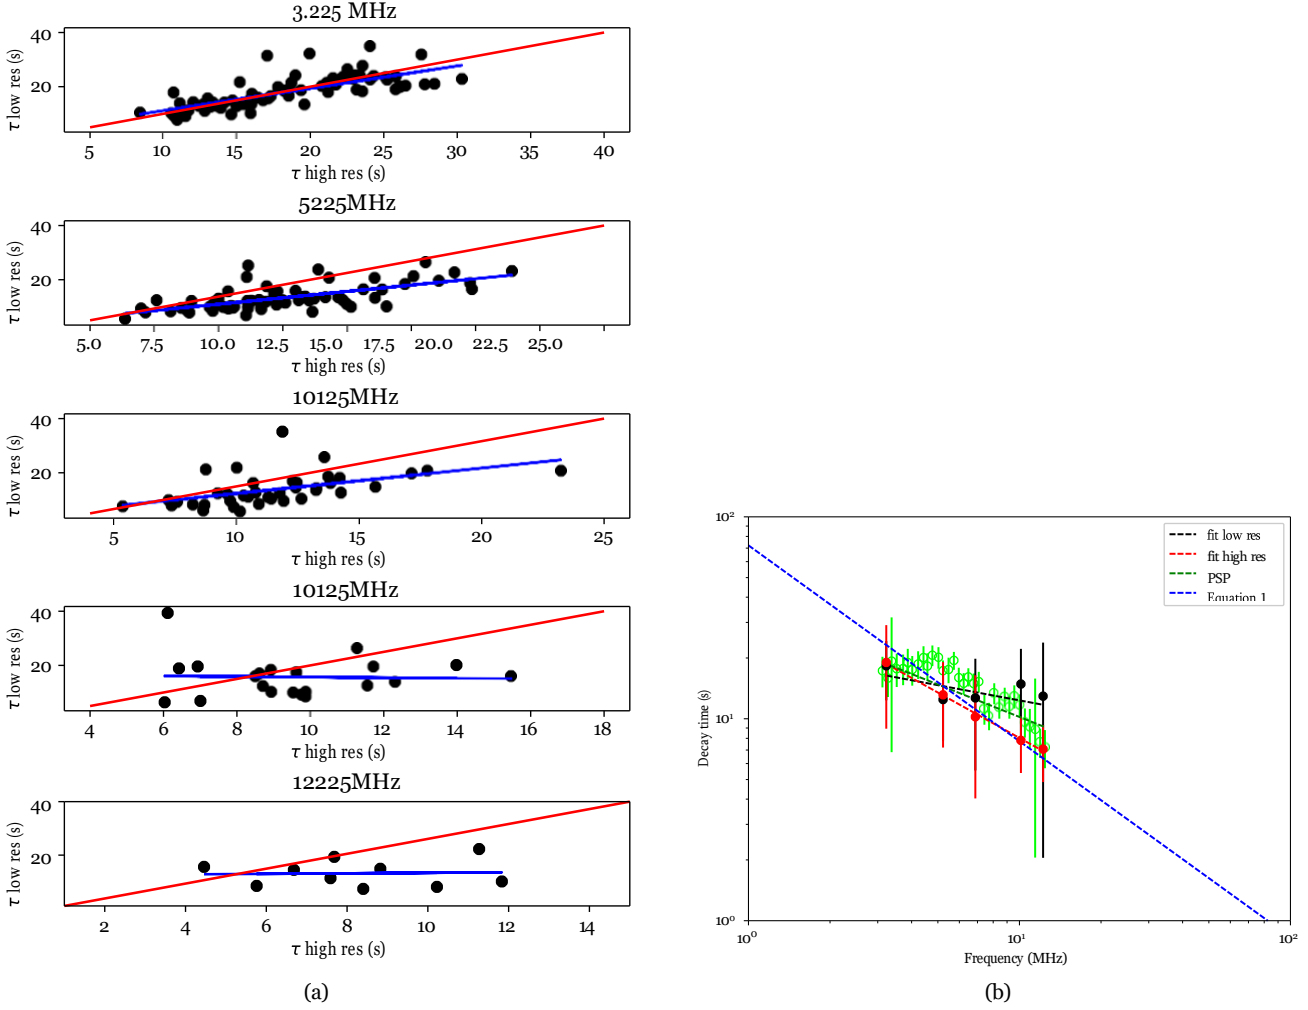 3.225 MHz
40
20
τ low res (s)
5 10 15 20 25 30 35 40
τ high res (s)
5225MHz
40
20
τ low res (s)
5.0 7.5 10.0 12.5 15.0 17.5 20.0 22.5 25.0
τ high res (s)
10125MHz
40
20
τ low res (s)
5 10 15 20 25
τ high res (s)
10125MHz
40
20
τ low res (s)
4 6 8 10 12 14 16 18
τ high res (s)
12225MHz
40
20
τ low res (s)
2 4 6 8 10 12 14
τ high res (s)
(a)
10²
10¹
10⁰
Decay time (s)
fit low res
fit high res
PSP
Equation 1
10⁰ 10¹ 10²
Frequency (MHz)
(b)